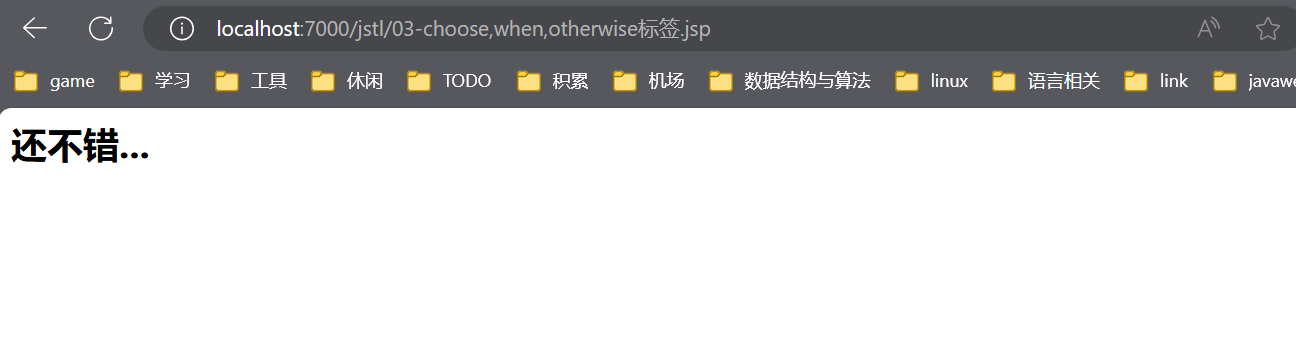 localhost:7000/jstl/03-choose,when,otherwise标签.jsp
game 学习 工具 休闲 TODO 积累 机场 数据结构与算法 linux 语言相关 link javawe
还不错...